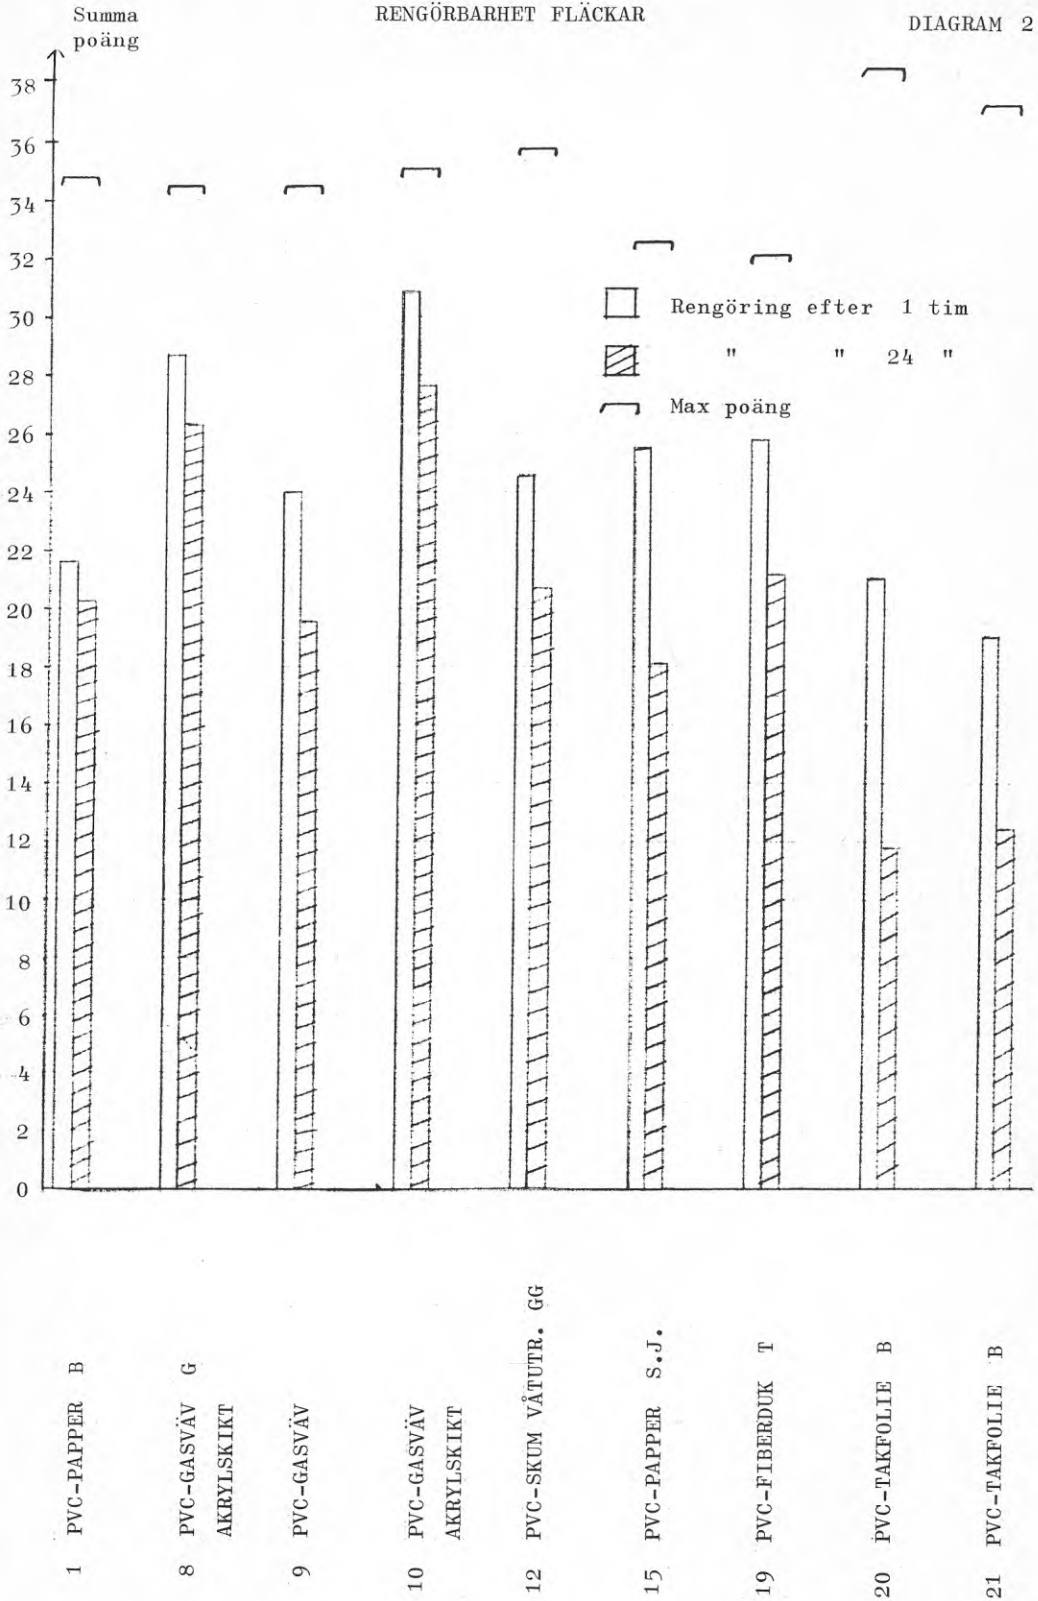 Summa
poäng
RENGÖRBARHET FLÄCKAR
DIAGRAM 2
38
36
34
32
30
28
26
24
22
20
18
16
14
12
10
8
6
4
2
0
Rengöring efter 1 tim
" " 24 "
Max poäng
1 PVC-PAPPER B
8 PVC-GASVÄV G
AKRYLSKIKT
9 PVC-GASVÄV
10 PVC-GASVÄV
AKRYLSKIKT
12 PVC-SKUM VÅTUTR. GG
15 PVC-PAPPER S.J.
19 PVC-FIBERDUK T
20 PVC-TAKFOLIE B
21 PVC-TAKFOLIE B